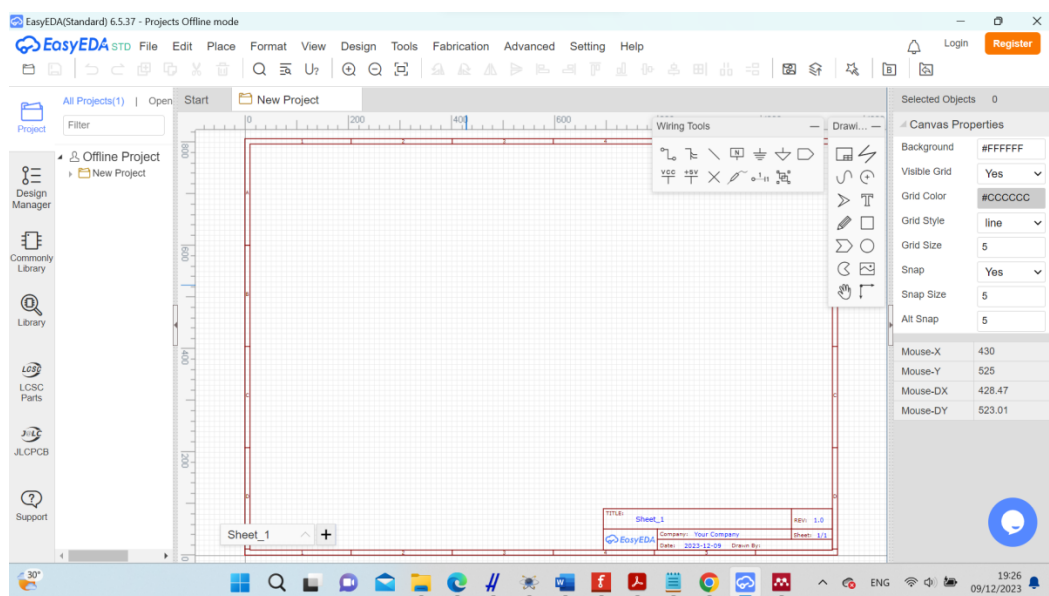 EasyEDA(Standard) 6.5.37 - Projects Offline mode
EasyEDA STD File Edit Place Format View Design Tools Fabrication Advanced Setting Help
Login
Register
All Projects(1) | Open
Filter
Offline Project
New Project
Project
Design
Manager
Commonly
Library
Library
LCSC
LCSC
Parts
JLCPCB
Support
Start
New Project
0 200 400 600
800
600
400
200
0
Wiring Tools
N
VCC +5V
Drawi...
T
Selected Objects 0
Canvas Properties
Background #FFFFFF
Visible Grid Yes
Grid Color #CCCCCC
Grid Style line
Grid Size 5
Snap Yes
Snap Size 5
Alt Snap 5
Mouse-X 430
Mouse-Y 525
Mouse-DX 428.47
Mouse-DY 523.01
A
B
C
D
TITLE:
Sheet_1
REV: 1.0
EasyEDA
Company: Your Company
Sheet: 1/1
Date: 2023-12-09 Drawn By:
Sheet_1
30°
ENG
19:26
09/12/2023